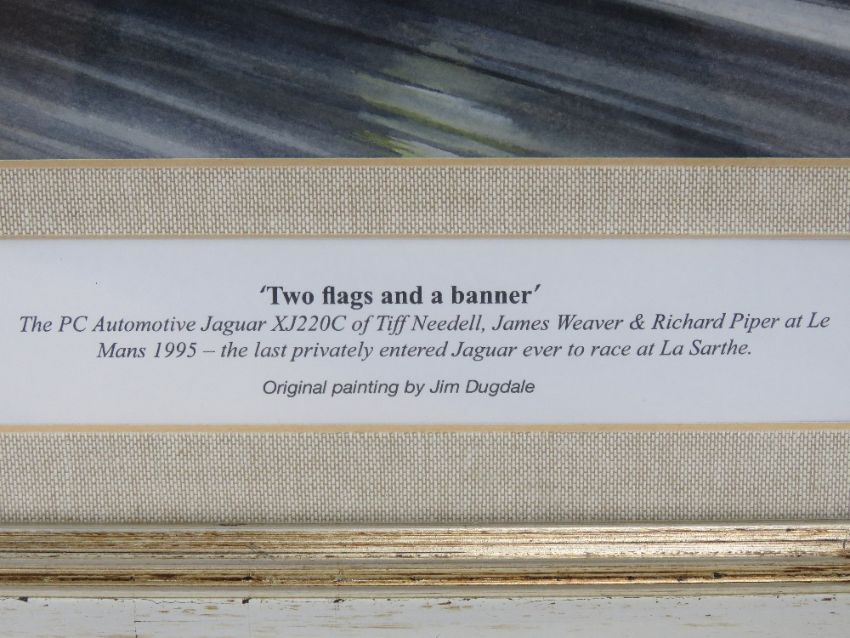 ‘Two flags and a banner’
The PC Automotive Jaguar XJ220C of Tiff Needell, James Weaver & Richard Piper at Le
Mans 1995 – the last privately entered Jaguar ever to race at La Sarthe.
Original painting by Jim Dugdale